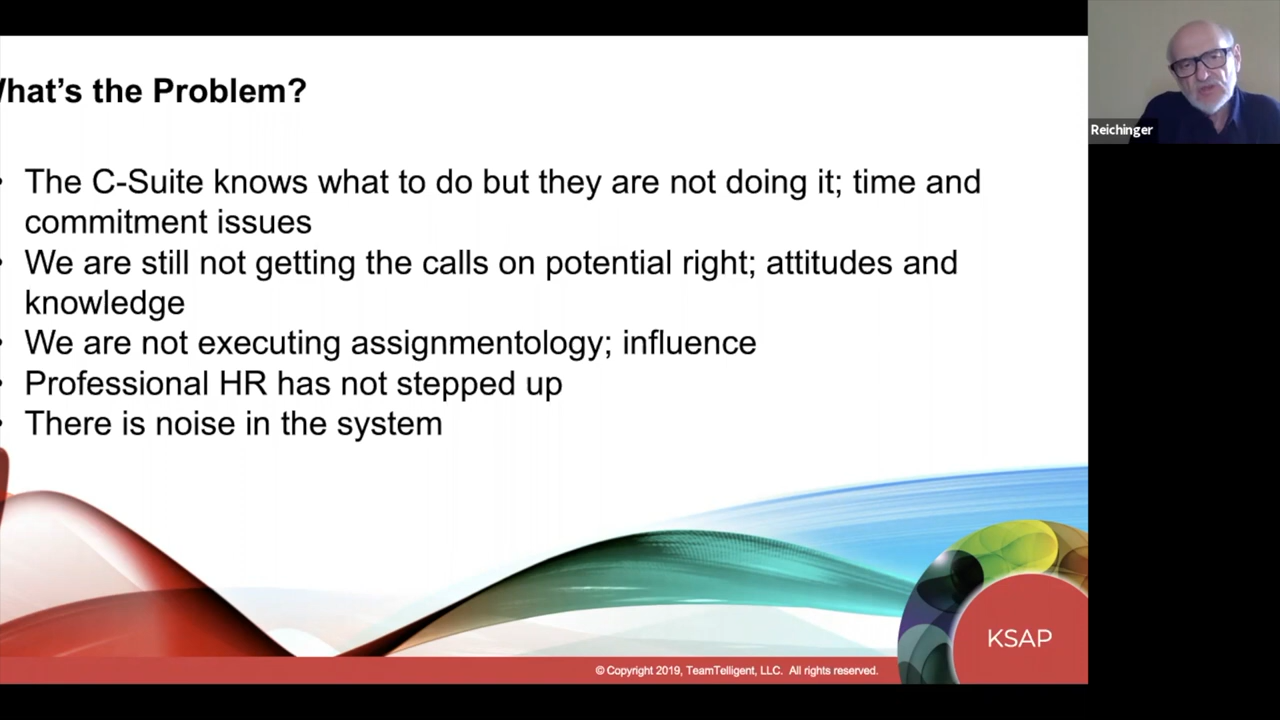 hat's the Problem?
• The C-Suite knows what to do but they are not doing it; time and
commitment issues
• We are still not getting the calls on potential right; attitudes and
knowledge
• We are not executing assignmentology; influence
• Professional HR has not stepped up
• There is noise in the system
KSAP
© Copyright 2019, TeamTelligent, LLC. All rights reserved.
Reichinger